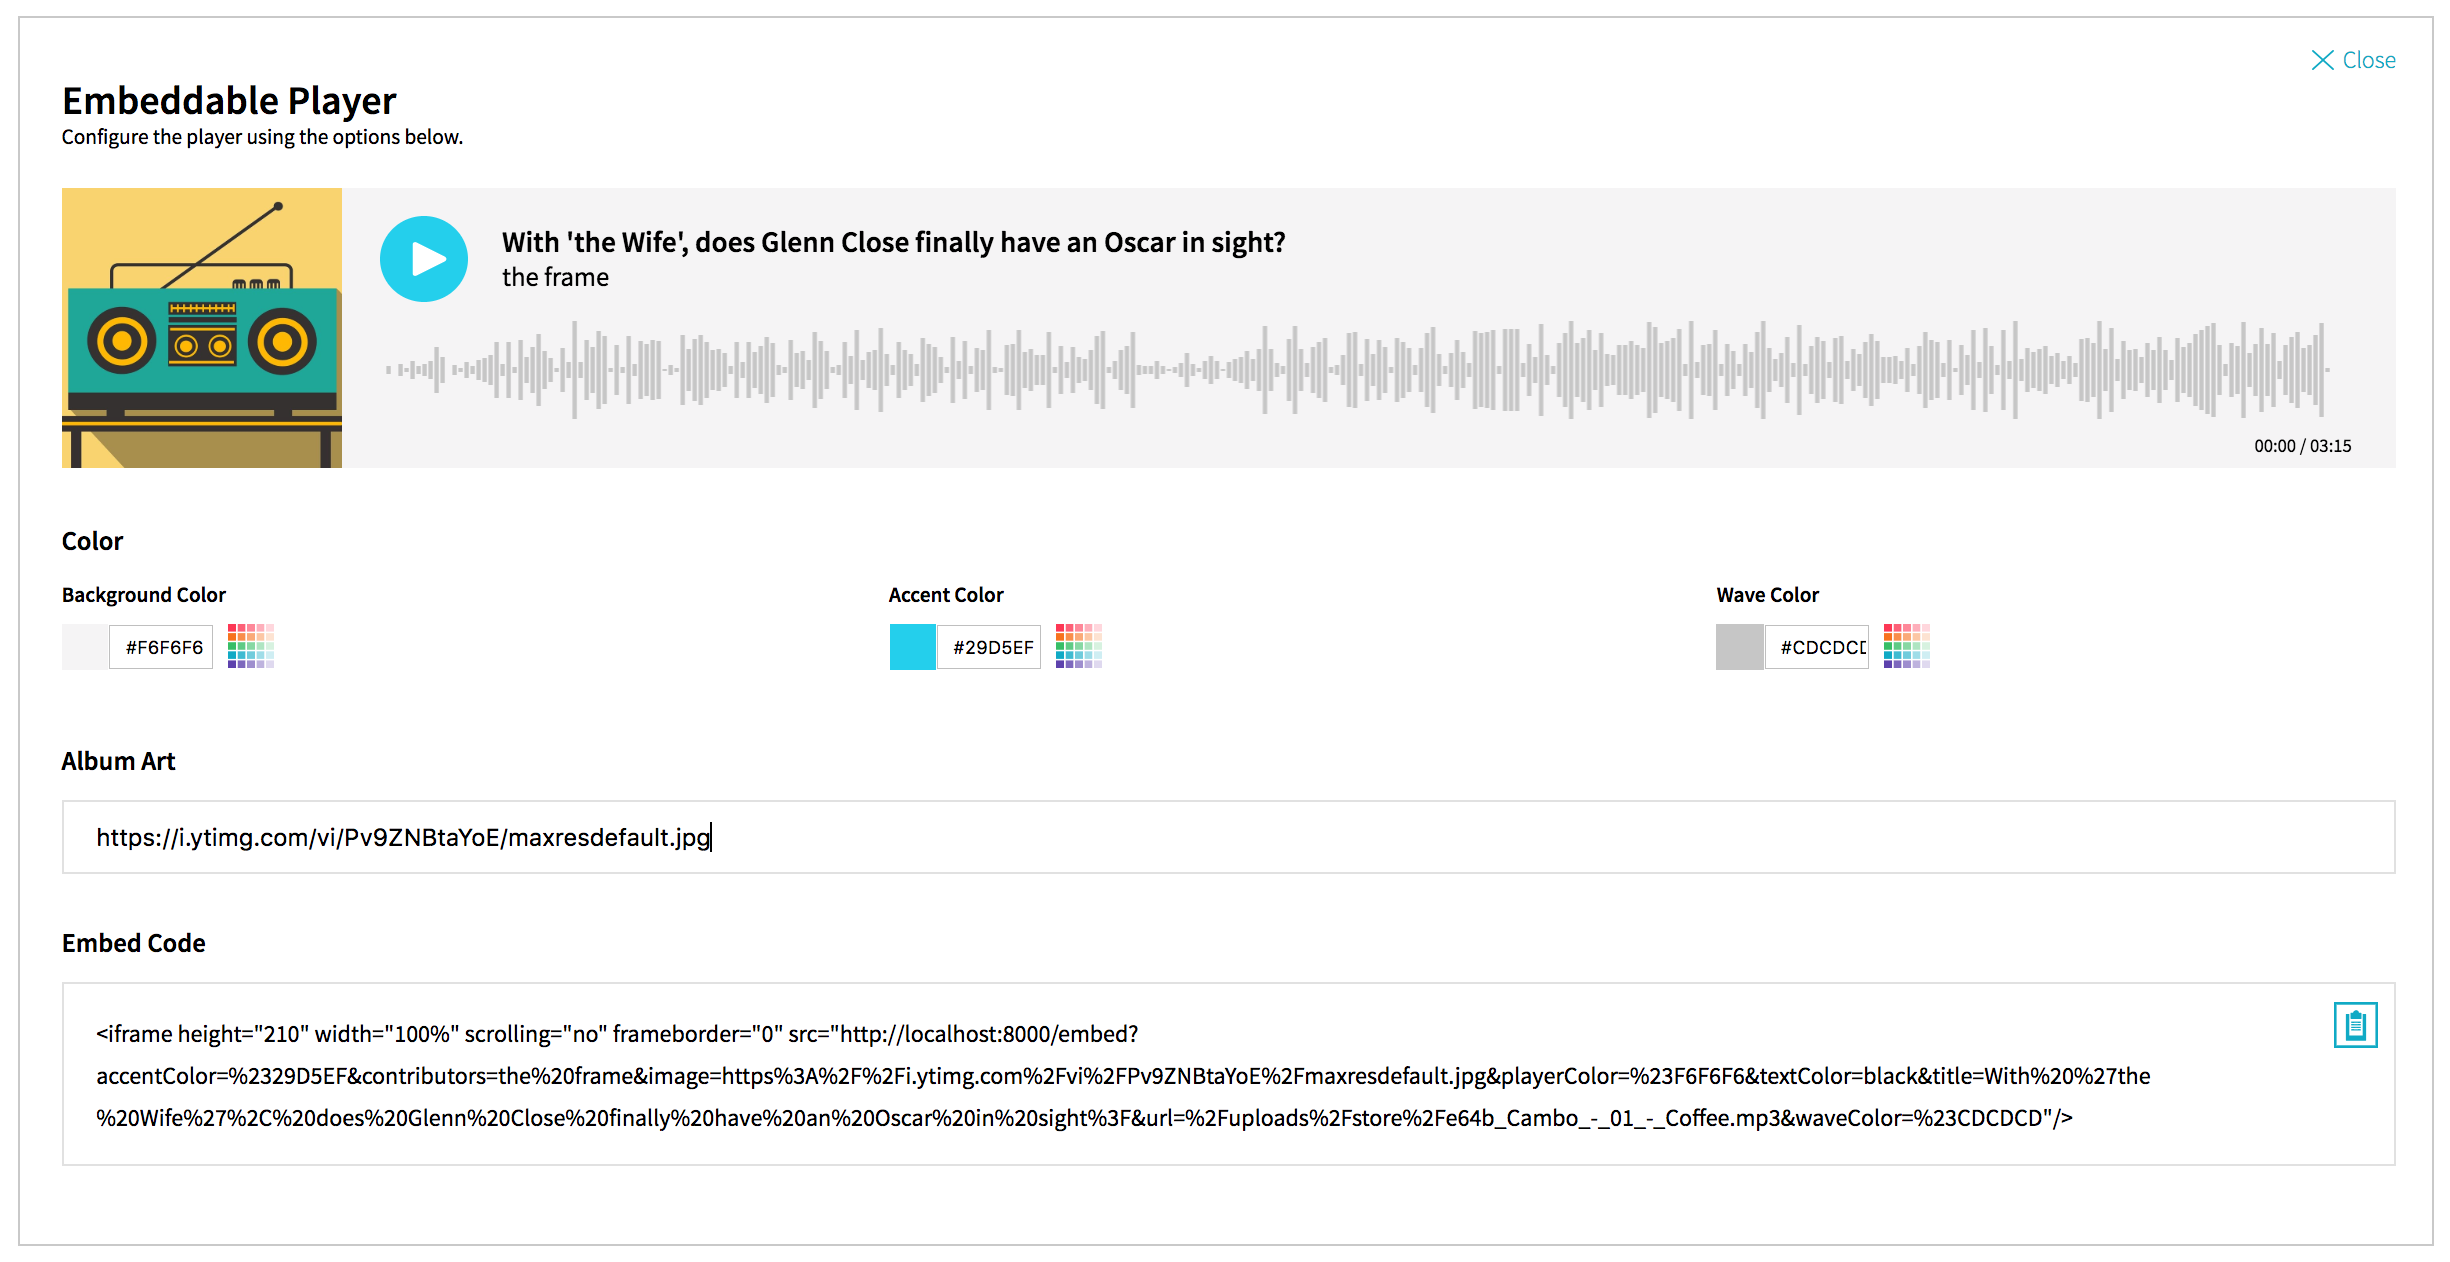 Close
Embeddable Player
Configure the player using the options below.
With 'the Wife', does Glenn Close finally have an Oscar in sight?
the frame
00:00 / 03:15
Color
Background Color
#F6F6F6
Accent Color
#29D5EF
Wave Color
#CDCDCD
Album Art
https://i.ytimg.com/vi/Pv9ZNBtaYoE/maxresdefault.jpg
Embed Code
<iframe height="210" width="100%" scrolling="no" frameborder="0" src="http://localhost:8000/embed?
accentColor=%2329D5EF&contributors=the%20frame&image=https%3A%2F%2Fi.ytimg.com%2Fvi%2FPv9ZNBtaYoE%2Fmaxresdefault.jpg&playerColor=%23F6F6F6&textColor=black&title=With%20%27the
%20Wife%27%2C%20does%20Glenn%20Close%20finally%20have%20an%20Oscar%20in%20sight%3F&url=%2Fuploads%2Fstore%2Fe64b_Cambo_-_01_-_Coffee.mp3&waveColor=%23CDCDCD"/>